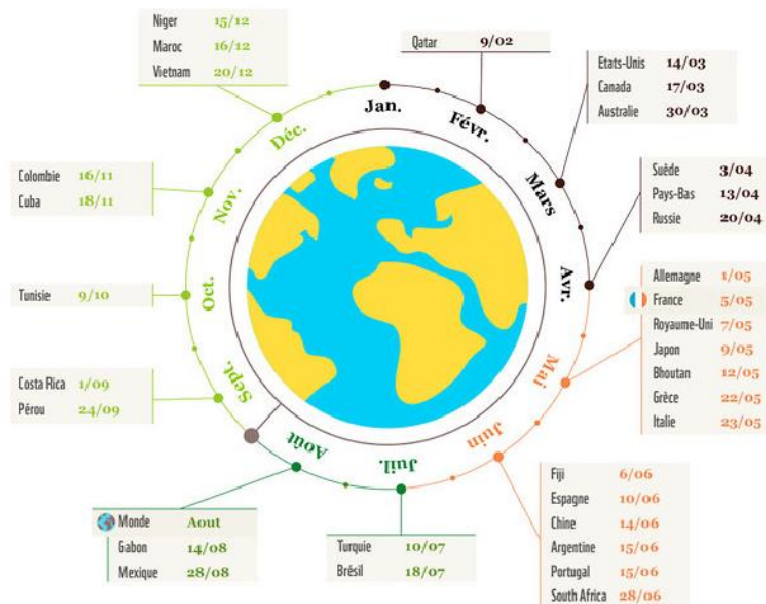 Niger 15/12
Maroc 16/12
Vietnam 20/12
Qatar 9/02
Etats-Unis 14/03
Canada 17/03
Australie 30/03
Jan.
Févr.
Mars
Avr.
Mai
Juin
Juil.
Août
Sept.
Oct.
Nov.
Déc.
Colombie 16/11
Cuba 18/11
Suède 3/04
Pays-Bas 13/04
Russie 20/04
Tunisie 9/10
Allemagne 1/05
France 5/05
Royaume-Uni 7/05
Japon 9/05
Bhoutan 12/05
Grèce 22/05
Italie 23/05
Costa Rica 1/09
Pérou 24/09
Monde Aout
Gabon 14/08
Mexique 28/08
Turquie 10/07
Brésil 18/07
Fiji 6/06
Espagne 10/06
Chine 14/06
Argentine 15/06
Portugal 15/06
South Africa 28/06